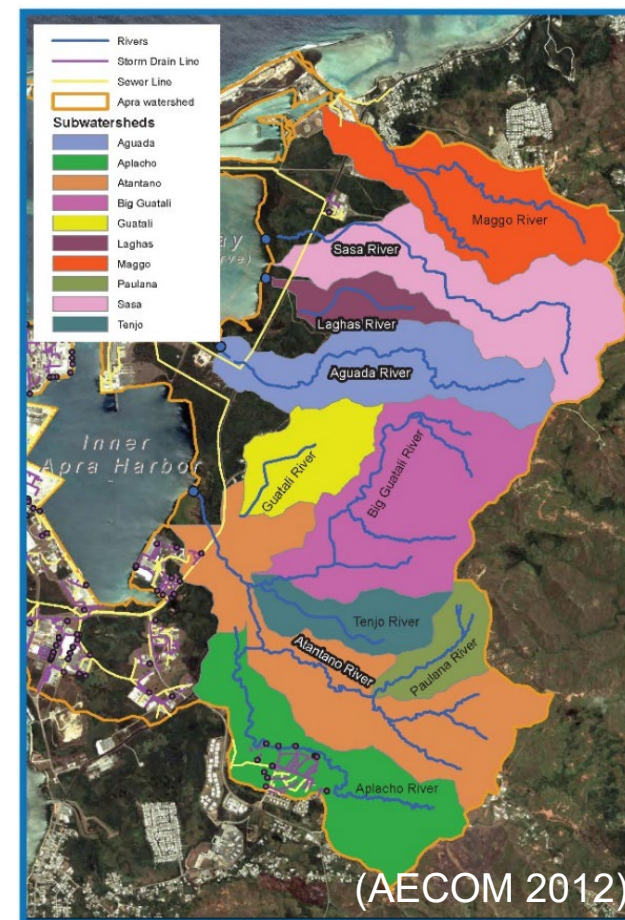 Rivers
Storm Drain Line
Sewer Line
Apra watershed
Subwatersheds
Aguada
Aplacho
Atantano
Big Guatali
Guatali
Laghas
Maggo
Paulana
Sasa
Tenjo
Maggo River
Sasa River
Laghas River
Aguada River
Inner
Apra Harbor
Guatali River
Big Guatali River
Tenjo River
Atantano River
Paulana River
Aplacho River
(AECOM 2012)